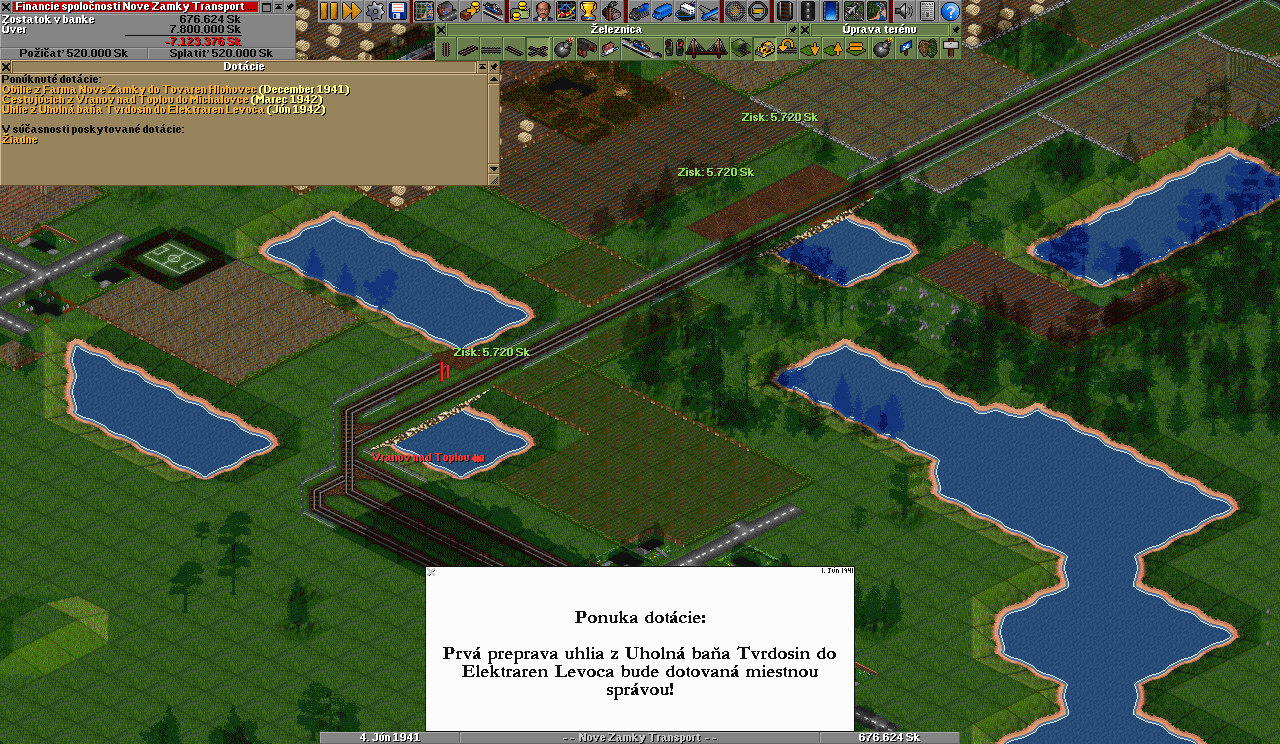 Financie spoločnosti Nove Zamky Transport
Zostatok v banke 676.624 Sk
Úver 7.800.000 Sk
-7.123.376 Sk
Požičať 520.000 Sk Splatiť 520.000 Sk
Železnica
Úprava terénu
Dotácie
Ponúknuté dotácie:
Obilie z Farma Nove Zamky do Tovaren Hlohovec (December 1941)
Cestujúcich z Vranov nad Toplou do Michalovce (Marec 1942)
Uhlie z Uholná baňa Tvrdosin do Elektraren Levoca (Jún 1942)
V súčasnosti poskytované dotácie:
Žiadne
Zisk: 5.720 Sk
Zisk: 5.720 Sk
Zisk: 5.720 Sk
Vranov nad Toplou
1. Jún 1941
Ponuka dotácie:
Prvá preprava uhlia z Uholná baňa Tvrdosin do
Elektraren Levoca bude dotovaná miestnou
správou!
4. Jún 1941
- - Nove Zamky Transport - -
676.624 Sk